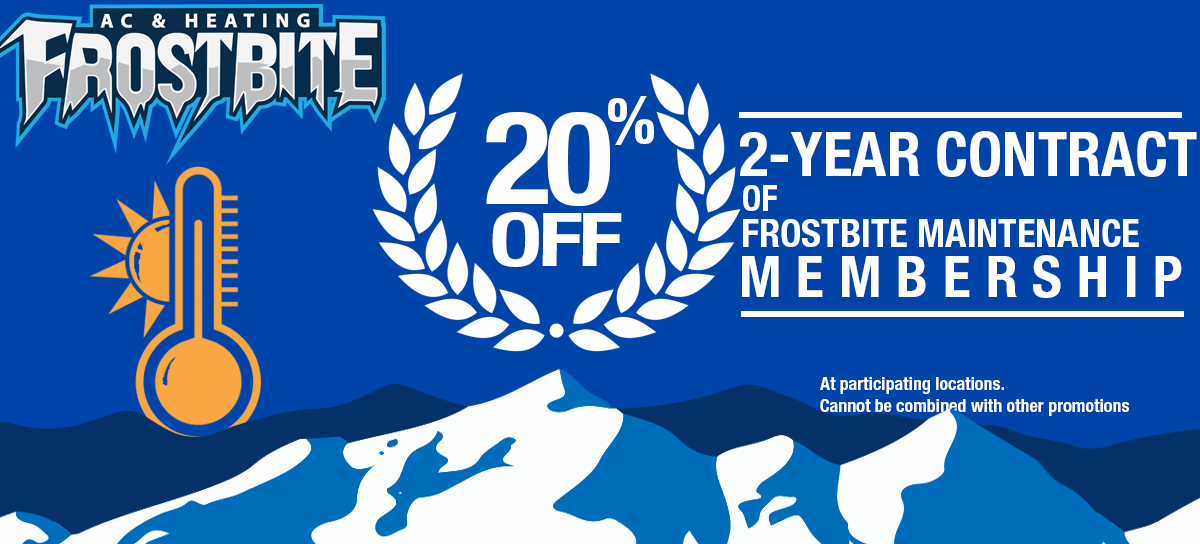 AC & HEATING
FROSTBITE
20%
OFF
2-YEAR CONTRACT
OF
FROSTBITE MAINTENANCE
MEMBERSHIP
At participating locations.
Cannot be combined with other promotions